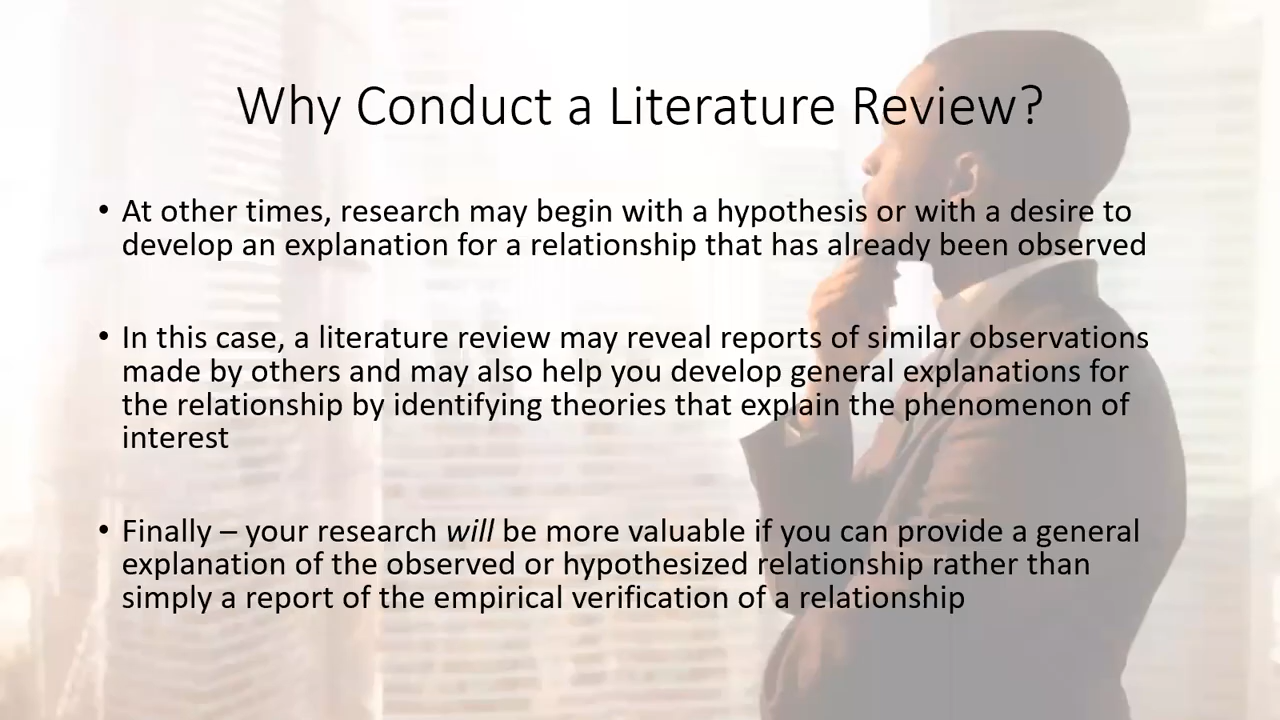 Why Conduct a Literature Review?
• At other times, research may begin with a hypothesis or with a desire to
develop an explanation for a relationship that has already been observed
• In this case, a literature review may reveal reports of similar observations
made by others and may also help you develop general explanations for
the relationship by identifying theories that explain the phenomenon of
interest
• Finally – your research will be more valuable if you can provide a general
explanation of the observed or hypothesized relationship rather than
simply a report of the empirical verification of a relationship